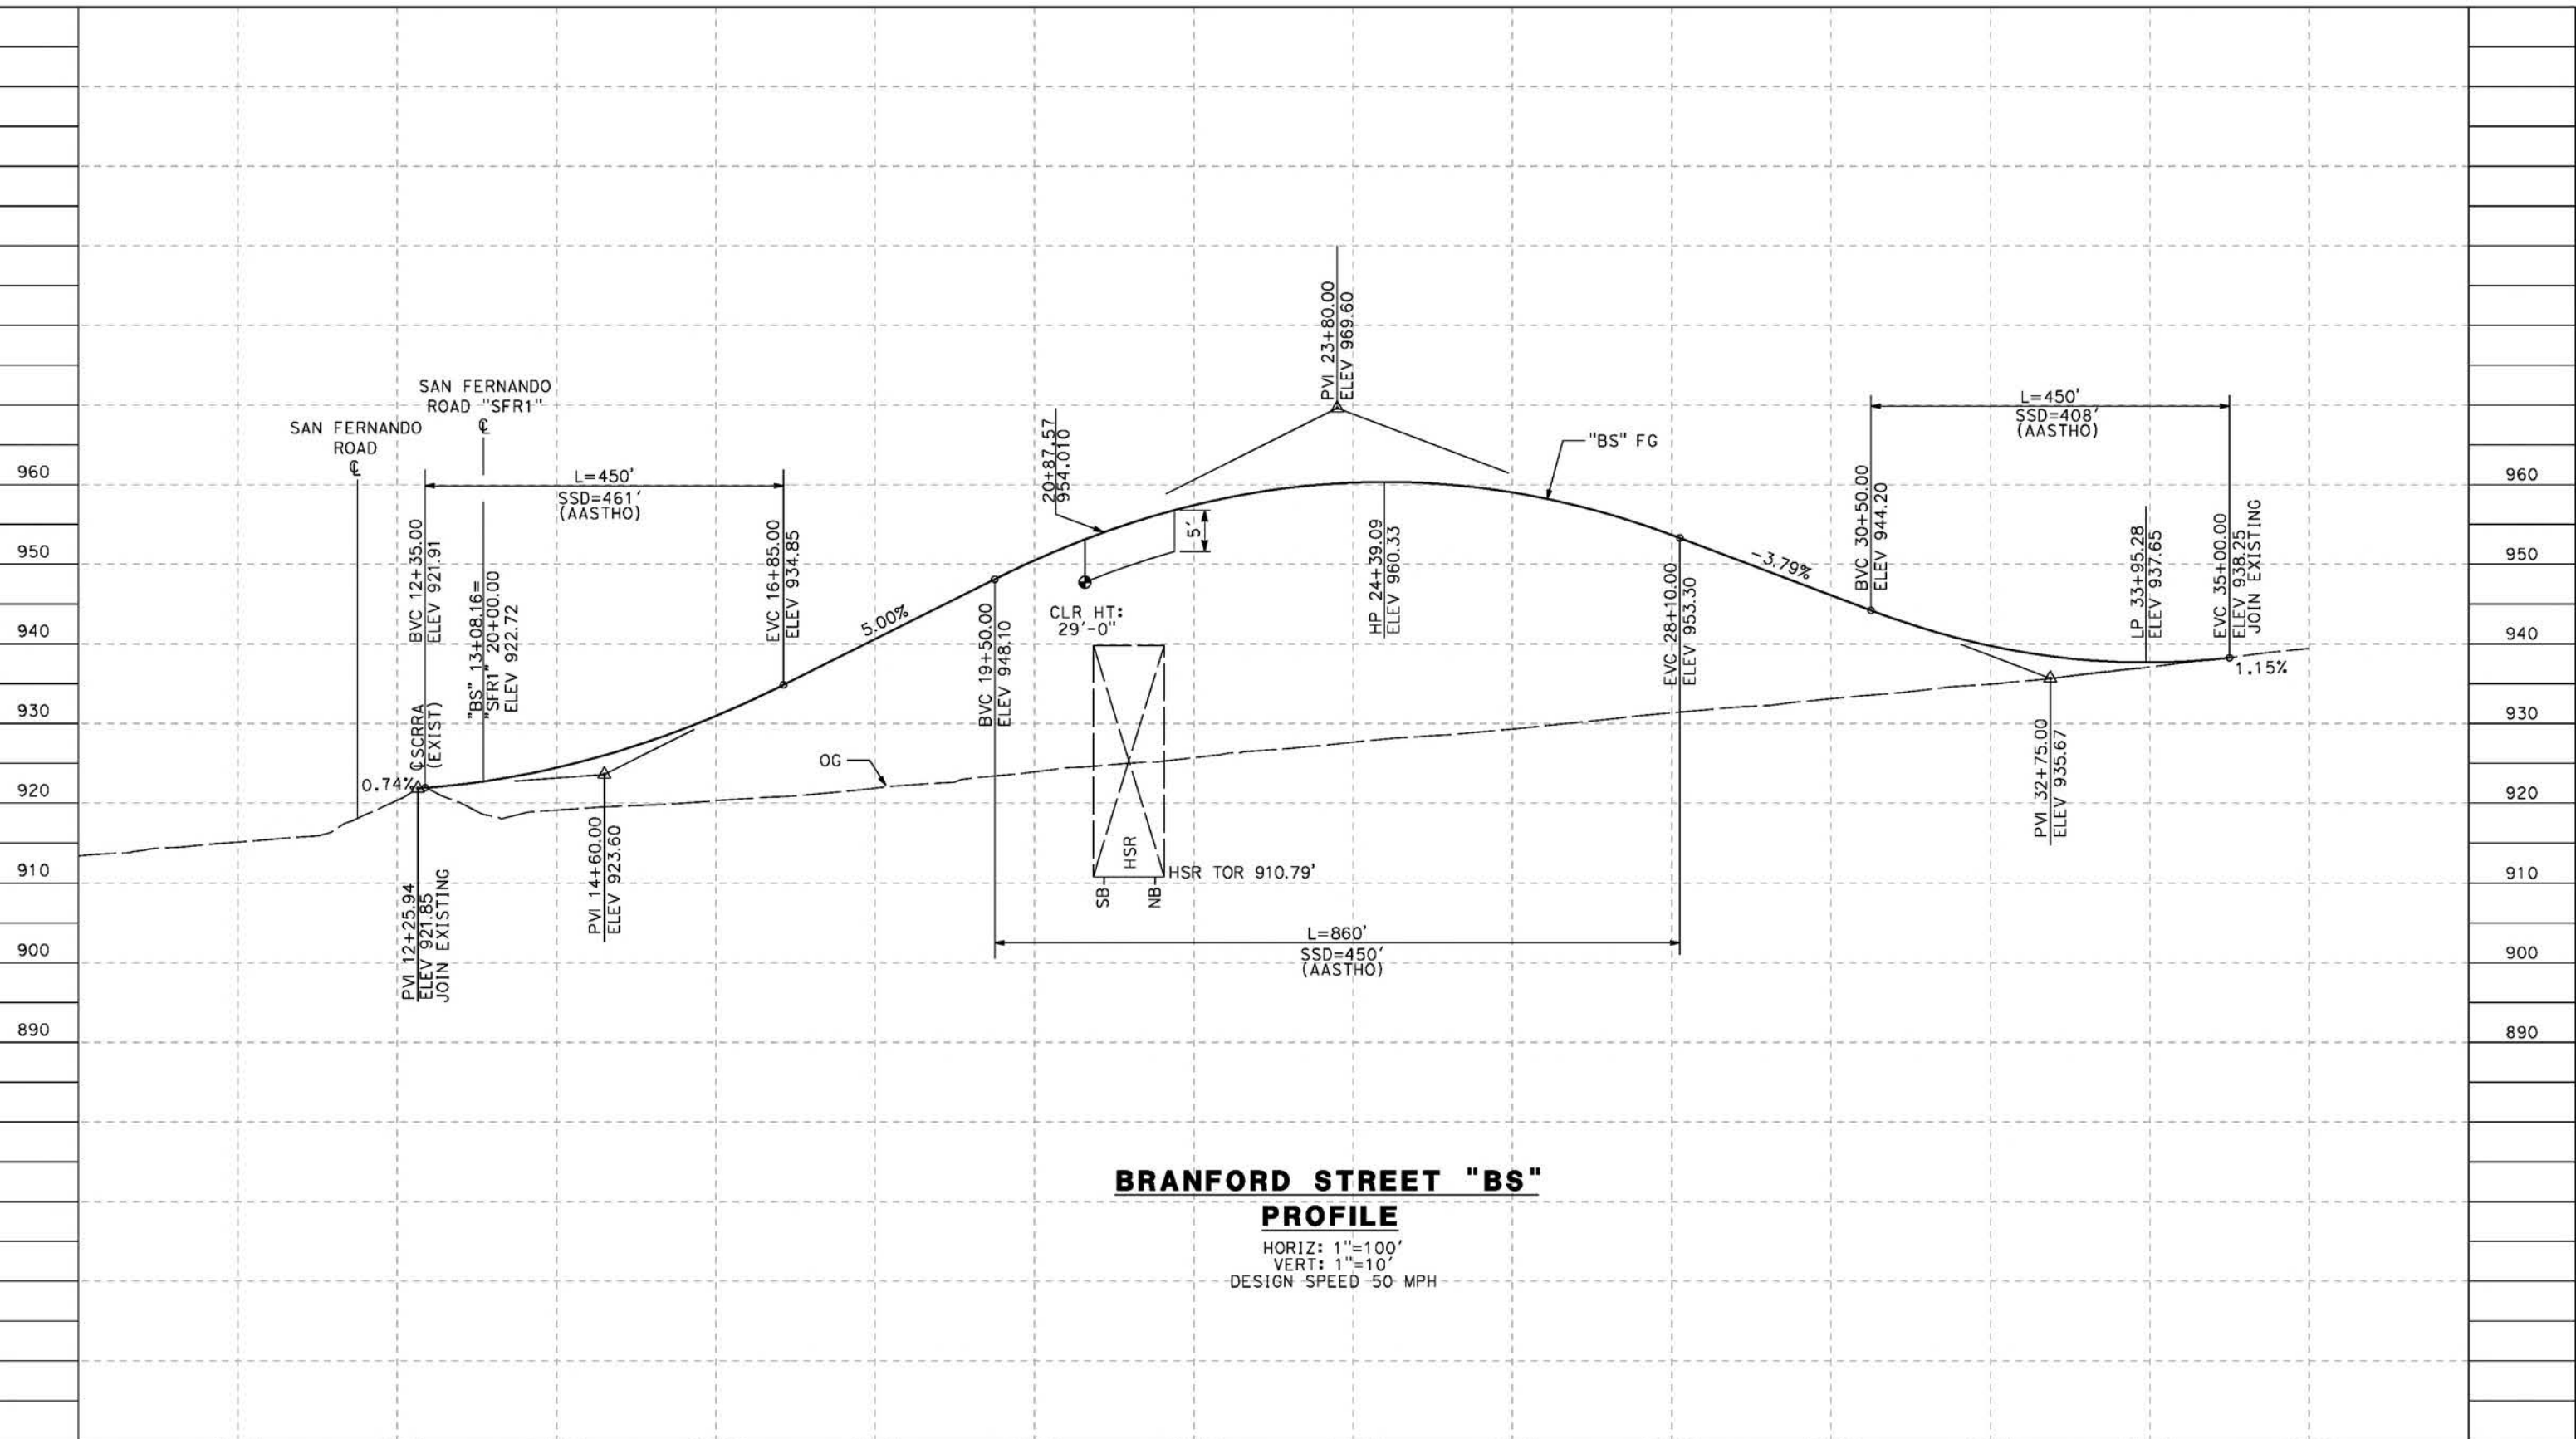 960
950
940
930
920
910
900
890
SAN FERNANDO
ROAD
℄
SAN FERNANDO
ROAD "SFR1"
℄
L=450'
SSD=461'
(AASTHO)
BVC 12+35.00
ELEV 921.91
℄SCRRA
(EXIST)
"BS" 13+08.16=
"SFR1" 20+00.00
ELEV 922.72
0.74%
PVI 12+25.94
ELEV 921.85
JOIN EXISTING
PVI 14+60.00
ELEV 923.60
EVC 16+85.00
ELEV 934.85
5.00%
OG
BVC 19+50.00
ELEV 948.10
20+87.57
954.010
5'
CLR HT:
29'-0"
HSR
HSR TOR 910.79'
SB
NB
PVI 23+80.00
ELEV 969.60
HP 24+39.09
ELEV 960.33
"BS" FG
L=860'
SSD=450'
(AASTHO)
EVC 28+10.00
ELEV 953.30
-3.79%
BVC 30+50.00
ELEV 944.20
L=450'
SSD=408'
(AASTHO)
PVI 32+75.00
ELEV 935.67
LP 33+95.28
ELEV 937.65
EVC 35+00.00
ELEV 938.25
JOIN EXISTING
1.15%
960
950
940
930
920
910
900
890
BRANFORD STREET "BS"
PROFILE
HORIZ: 1"=100'
VERT: 1"=10'
DESIGN SPEED 50 MPH